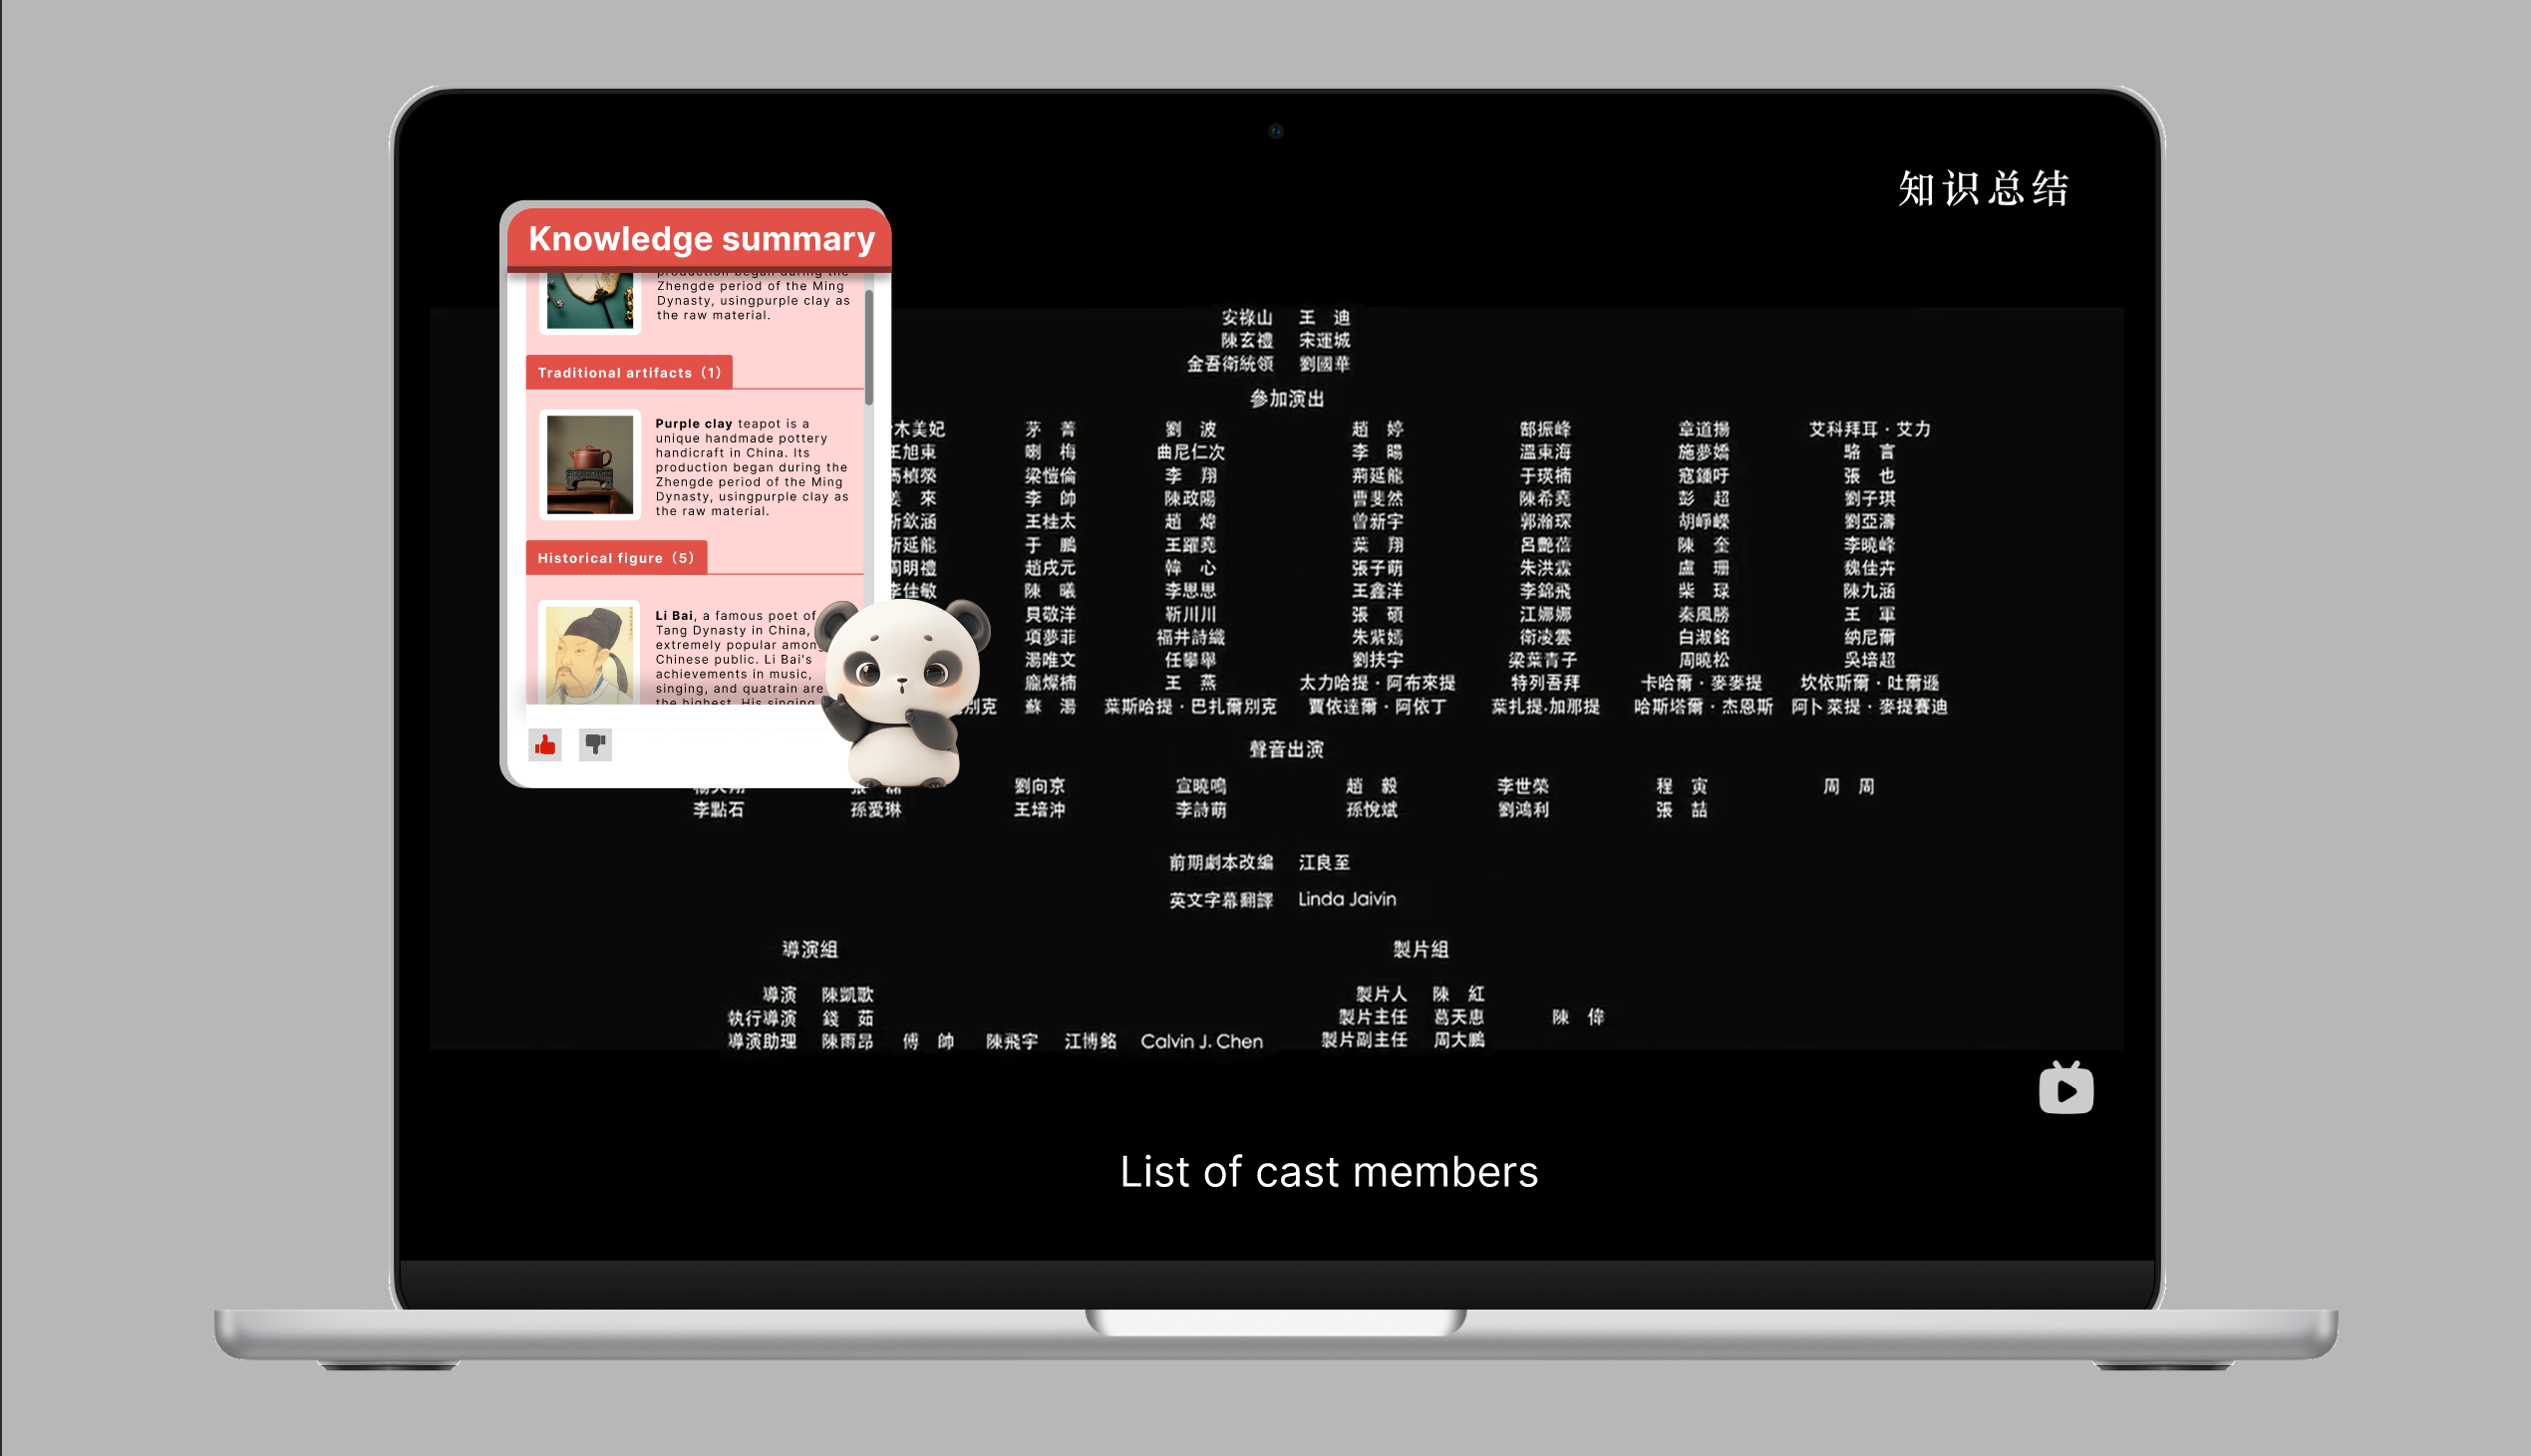 知识总结
Knowledge summary
production began during the
Zhengde period of the Ming
Dynasty, usingpurple clay as
the raw material.
Traditional artifacts（1）
Purple clay teapot is a
unique handmade pottery
handicraft in China. Its
production began during the
Zhengde period of the Ming
Dynasty, usingpurple clay as
the raw material.
Historical figure（5）
Li Bai, a famous poet of
Tang Dynasty in China,
extremely popular among
Chinese public. Li Bai's
achievements in music,
singing, and quatrain are
the highest. His singing
安祿山 王 迪
陳玄禮 宋運城
金吾衛統領 劉國華
參加演出
木美妃 茅 菁 劉 波 趙 婷 郜振峰 章道揚 艾科拜耳·艾力
王旭東 喇 梅 曲尼仁次 李 暘 溫東海 施夢嬌 駱 言
馮楨滎 梁愷倫 李 翔 荊延龍 于瑛楠 寇鍾吁 張 也
姜 來 李 帥 陳政陽 曹斐然 陳希堯 彭 超 劉子琪
欽涵 王桂太 趙 煒 曾新宇 郭瀚琛 胡崢嶸 劉亞濤
延龍 于 鵬 王躍堯 葉 翔 呂艷蓓 陳 奎 李曉峰
周明禮 趙戌元 韓 心 張子萌 朱洪霖 盧 珊 魏佳卉
李佳敏 陳 曦 李思思 王鑫洋 李錦飛 柴 琭 陳九涵
貝敬洋 靳川川 張 碩 江娜娜 秦風勝 王 軍
項夢菲 福井詩織 朱紫嫣 衛凌雲 白淑銘 納尼爾
湯唯文 任攀舉 劉扶宇 梁葉青子 周曉松 吳培超
龐燦楠 王 燕 太力哈提·阿布來提 特列吾拜 卡哈爾·麥麥提 坎依斯爾·吐爾遜
別克 蘇 湯 葉斯哈提·巴扎爾別克 賈依達爾·阿依丁 葉扎提·加那提 哈斯塔爾·杰恩斯 阿卜萊提·麥提賽迪
聲音出演
劉向京 宣曉鳴 趙 毅 李世榮 程 寅 周 周
李點石 孫愛琳 王培沖 李詩萌 孫悅斌 劉鴻利 張 喆
前期劇本改編 江良至
英文字幕翻譯 Linda Jaivin
導演組 製片組
導演 陳凱歌 製片人 陳 紅
執行導演 錢 茹 製片主任 葛天惠 陳 偉
導演助理 陳雨昂 傅 帥 陳飛宇 江博銘 Calvin J. Chen 製片副主任 周大鵬
List of cast members